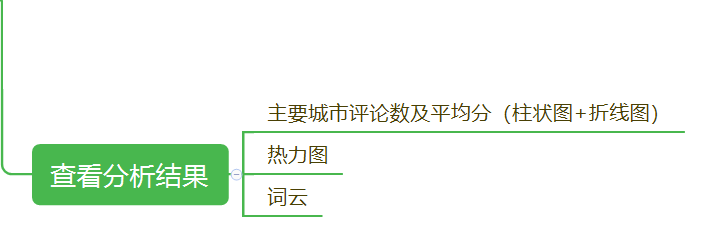 主要城市评论数及平均分（柱状图+折线图）
查看分析结果
热力图
词云